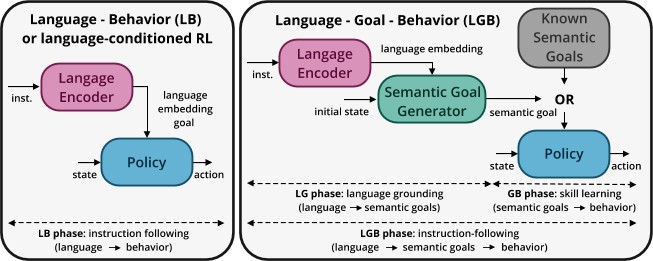 Language - Behavior (LB)
or language-conditioned RL
Langage
Encoder
inst.
language
embedding
goal
Policy
state
action
LB phase: instruction following
(language → behavior)
Language - Goal - Behavior (LGB)
Known
Semantic
Goals
language embedding
Langage
Encoder
inst.
Semantic Goal
Generator
initial state
semantic goal
OR
Policy
state
action
LG phase: language grounding
(language → semantic goals)
GB phase: skill learning
(semantic goals → behavior)
LGB phase: instruction-following
(language → semantic goals → behavior)